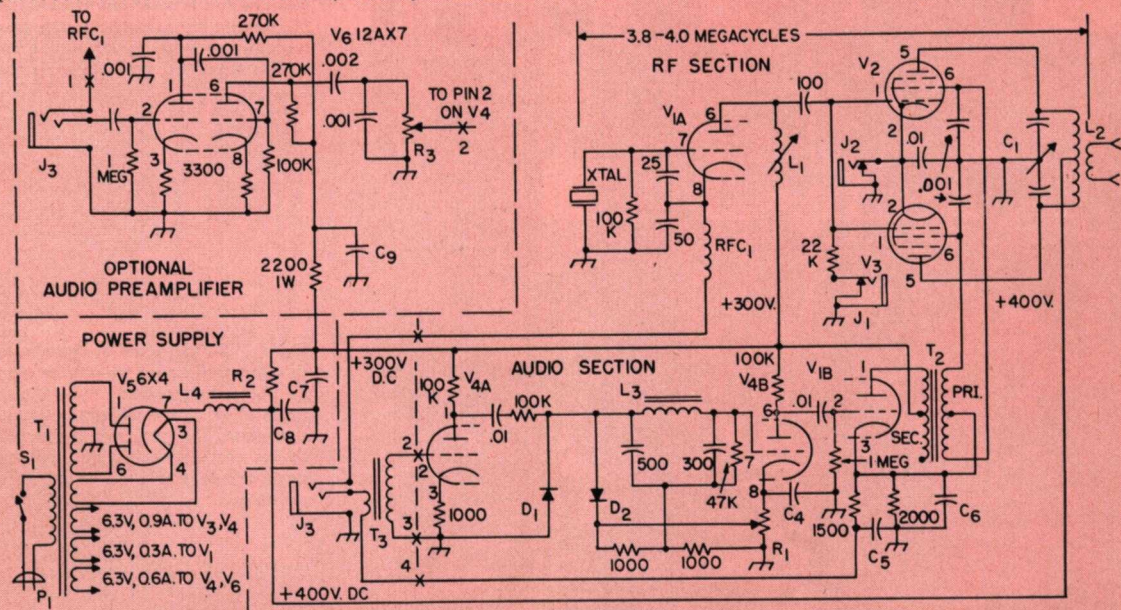 TO
RFC1
1
.001
270K
.001
1
6
2
7
V6 12AX7
270K
.002
.001
TO PIN 2
ON V4
2
R3
J3
1
MEG
3
3300
8
100K
OPTIONAL
AUDIO PREAMPLIFIER
2200
1W
C9
3.8-4.0 MEGACYCLES
RF SECTION
V1A
6
7
8
XTAL
25
100
K
50
RFC1
100
L1
+300V.
V2
5
6
1
2
J2
.01
.001
C1
L2
2
1
6
5
V3
22
K
J1
+400V.
POWER SUPPLY
V5 6X4
1
7
3
4
6
L4
R2
C8
C7
T1
S1
P1
6.3V, 0.9A. TO V3, V4
6.3V, 0.3A. TO V1
6.3V, 0.6A. TO V4, V6
+400V. DC
+300V
D.C
1
AUDIO SECTION
100
K
V4A
1
2
2
3
.01
100K
1000
J3
T3
3
4
D1
D2
L3
500
300
47K
7
1000
1000
R1
100K
V4B
6
8
C4
.01
V1B
1
2
3
1 MEG
1500
2000
C5
C6
T2
PRI.
SEC.